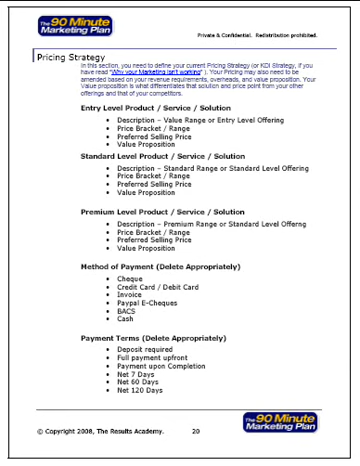 The 90 Minute
Marketing Plan
Private & Confidential. Redistribution prohibited.
Pricing Strategy
In this section, you need to define your current Pricing Strategy (or KDI Strategy, if you
have read "Why your Marketing Isn't working" ). Your Pricing may also need to be
amended based on your revenue requirements, overheads, and value proposition. Your
Value proposition is what differentiates that solution and price point from your other
offerings and that of your competitors.
Entry Level Product / Service / Solution
• Description – Value Range or Entry Level Offering
• Price Bracket / Range
• Preferred Selling Price
• Value Proposition
Standard Level Product / Service / Solution
• Description – Standard Range or Standard Level Offering
• Price Bracket / Range
• Preferred Selling Price
• Value Proposition
Premium Level Product / Service / Solution
• Description – Premium Range or Standard Level Offerng
• Price Bracket / Range
• Preferred Selling Price
• Value Proposition
Method of Payment (Delete Appropriately)
• Cheque
• Credit Card / Debit Card
• Invoice
• Paypal E-Cheques
• BACS
• Cash
Payment Terms (Delete Appropriately)
• Deposit required
• Full payment upfront
• Payment upon Completion
• Net 7 Days
• Net 60 Days
• Net 120 Days
The 90 Minute
Marketing Plan
© Copyright 2008, The Results Academy. 20